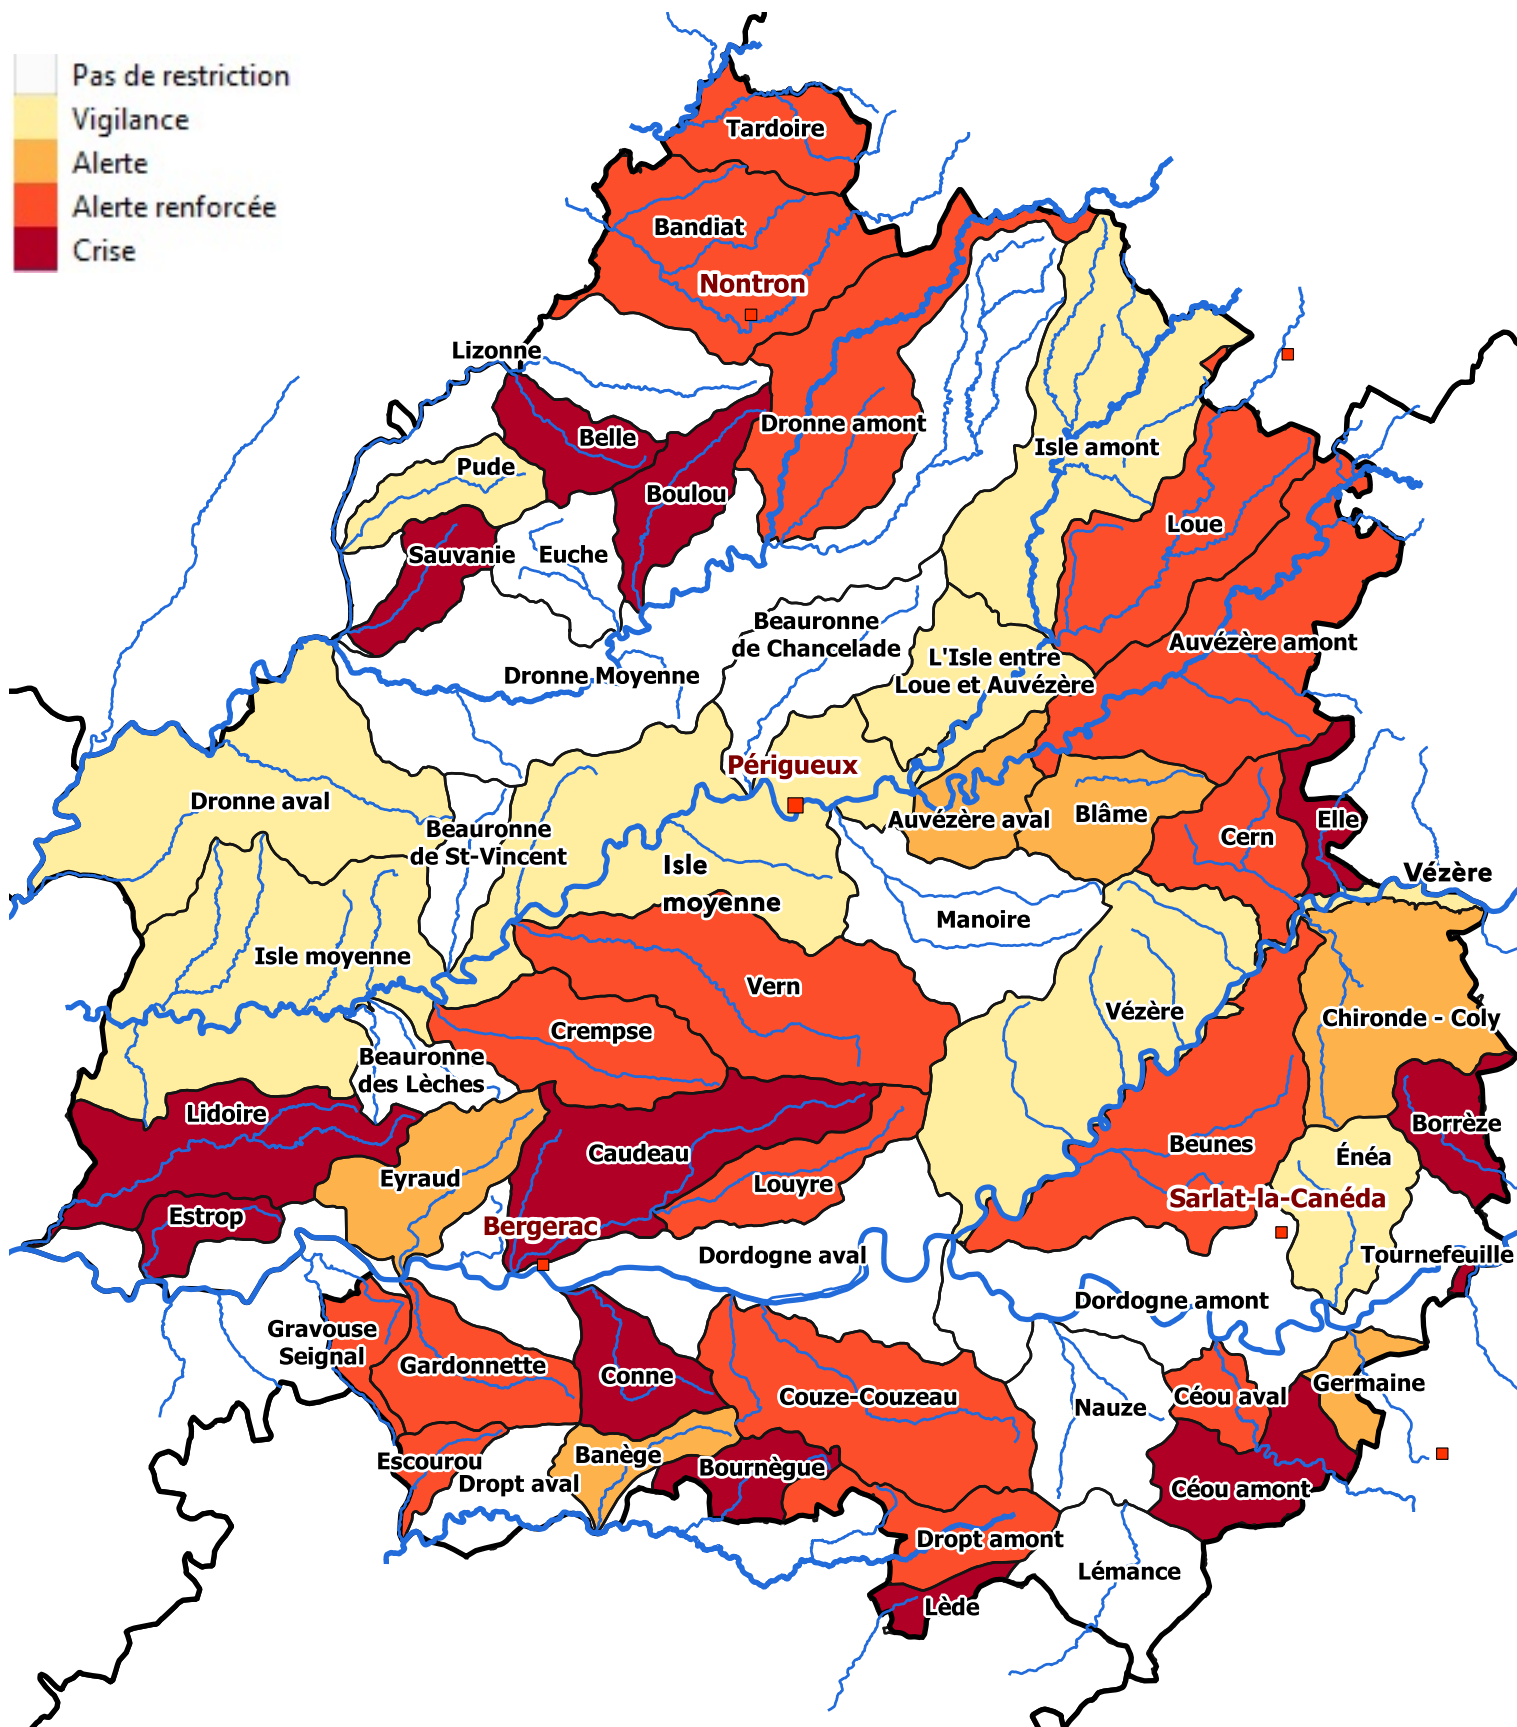 Pas de restriction
Vigilance
Alerte
Alerte renforcée
Crise
Tardoire
Bandiat
Nontron
Lizonne
Belle
Dronne amont
Isle amont
Pude
Boulou
Loue
Sauvanie
Euche
Beauronne
de Chancelade
Auvézère amont
L'Isle entre
Loue et Auvézère
Dronne Moyenne
Périgueux
Dronne aval
Auvézère aval
Blâme
Elle
Cern
Beauronne
de St-Vincent
Isle
moyenne
Vézère
Manoire
Isle moyenne
Vern
Vézère
Chironde - Coly
Crempse
Beauronne
des Lèches
Lidoire
Borrèze
Caudeau
Beunes
Énéa
Eyraud
Louyre
Sarlat-la-Canéda
Estrop
Bergerac
Dordogne aval
Tournefeuille
Dordogne amont
Gravouse
Seignal
Gardonnette
Conne
Couze-Couzeau
Céou aval
Germaine
Nauze
Escourou
Banège
Bournègue
Dropt aval
Céou amont
Dropt amont
Lémance
Lède